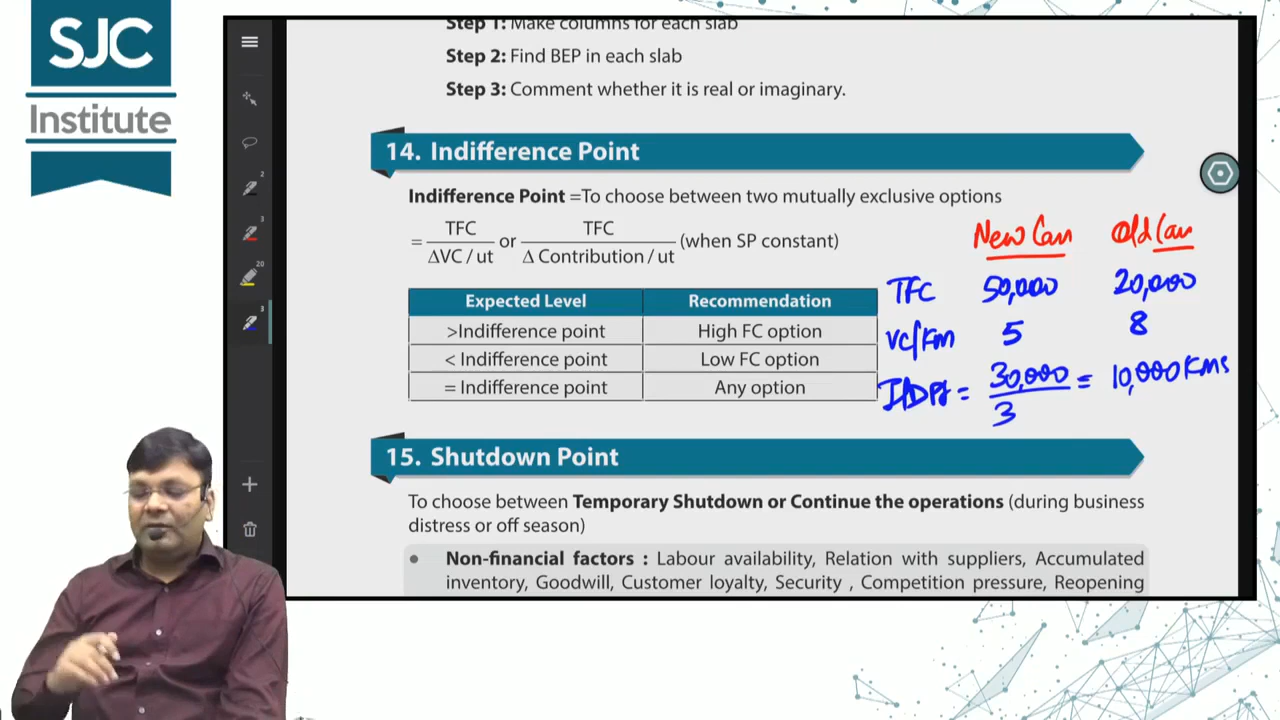 SJC
Institute
Step 1: Make columns for each slab
Step 2: Find BEP in each slab
Step 3: Comment whether it is real or imaginary.
14. Indifference Point
Indifference Point =To choose between two mutually exclusive options
= TFC / ΔVC / ut or TFC / Δ Contribution / ut (when SP constant)
Expected Level Recommendation
>Indifference point High FC option
< Indifference point Low FC option
= Indifference point Any option
New Car Old Car
TFC 50,000 20,000
VC/Km 5 8
I/D Pt = 30,000 / 3 = 10,000 Kms
15. Shutdown Point
To choose between Temporary Shutdown or Continue the operations (during business
distress or off season)
• Non-financial factors : Labour availability, Relation with suppliers, Accumulated
inventory, Goodwill, Customer loyalty, Security , Competition pressure, Reopening
2
3
20
3